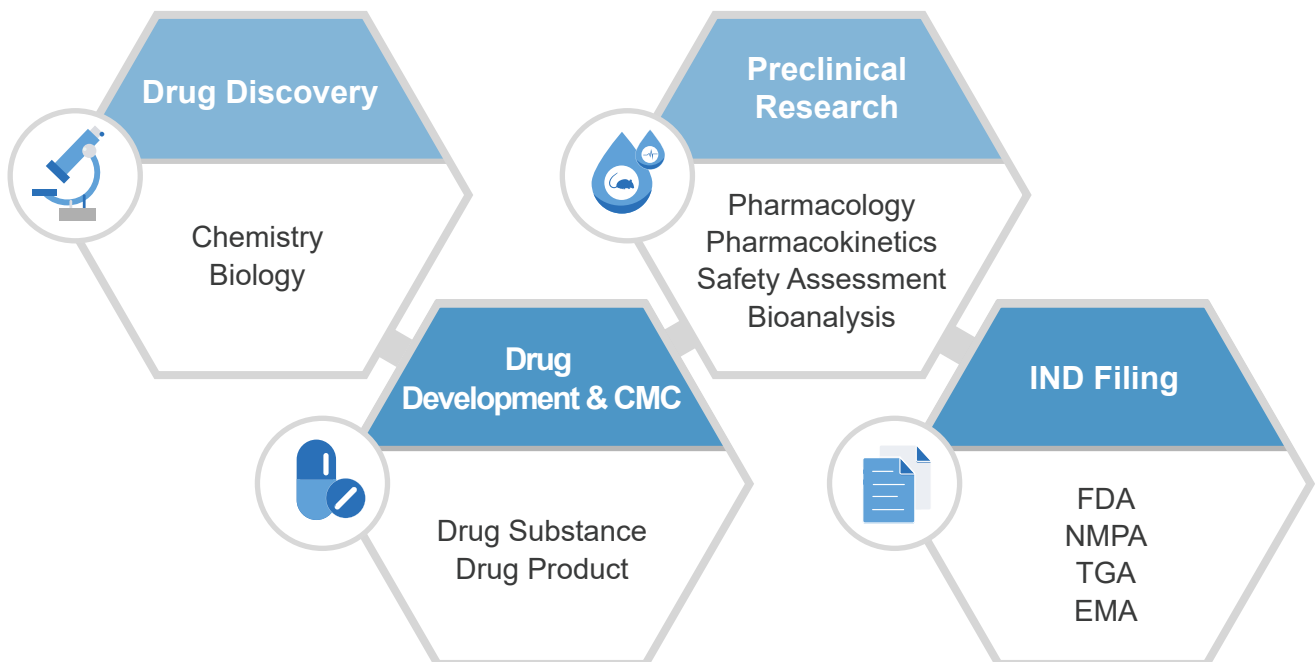 Drug Discovery
Chemistry
Biology
Drug
Development & CMC
Drug Substance
Drug Product
Preclinical
Research
Pharmacology
Pharmacokinetics
Safety Assessment
Bioanalysis
IND Filing
FDA
NMPA
TGA
EMA